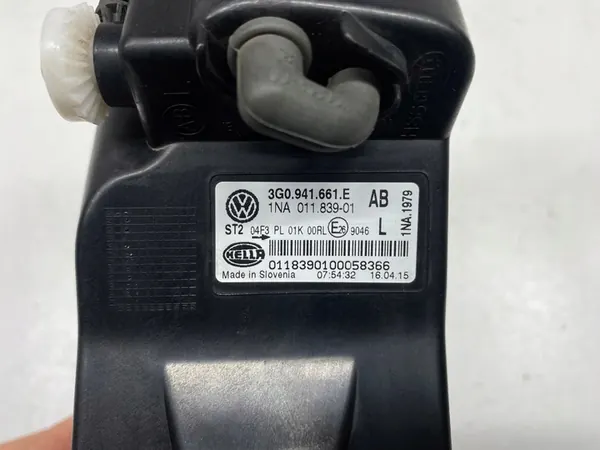 3G0.941.661.E AB
1NA 011.839-01
ST2 04F3 PL 01K 00RL E26 9046 L
1NA.1979
HELLA
0118390100058366
Made in Slovenia 07:54:32 16.04.15